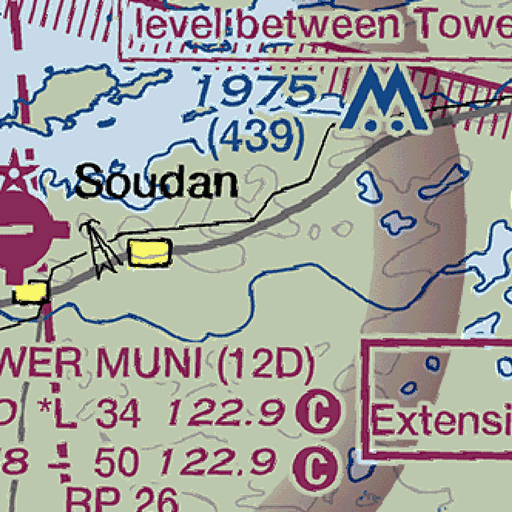 level between Towe
1975
(439)
Soudan
WER MUNI (12D)
*L 34 122.9 C
Extensi
8 50 122.9 C
RP 26